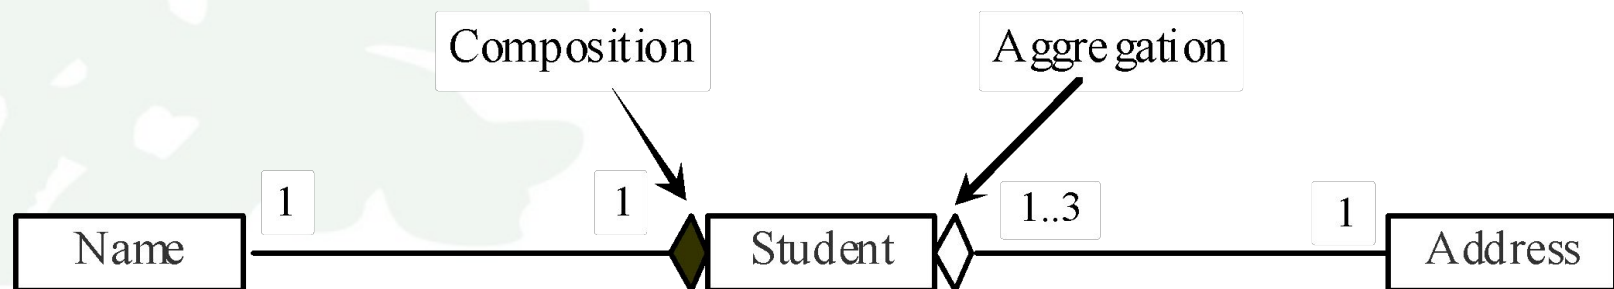 Composition
Aggregation
1
1
1..3
1
Name
Student
Address